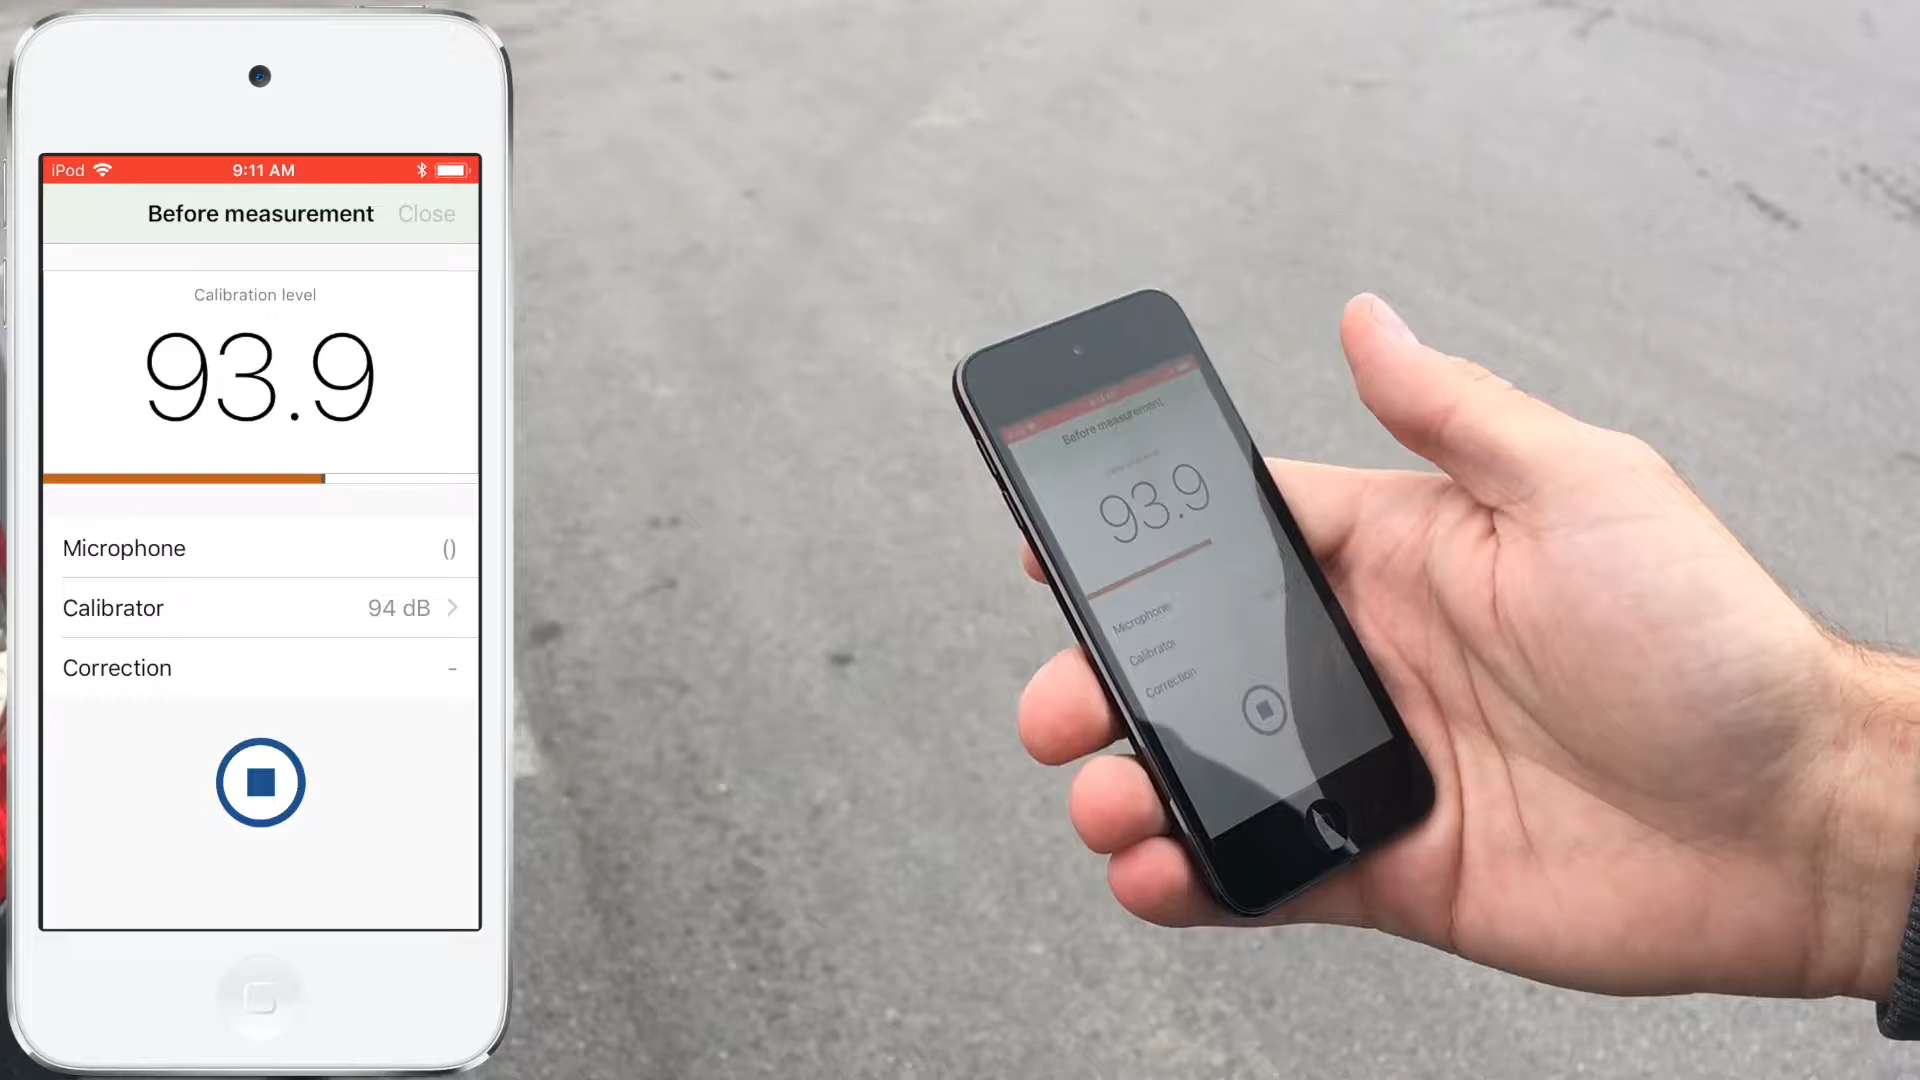 iPod 9:11 AM
Before measurement Close
Calibration level
93.9
Microphone ()
Calibrator 94 dB
Correction -
Before measurement
93.9
Microphone
Calibrator
Correction